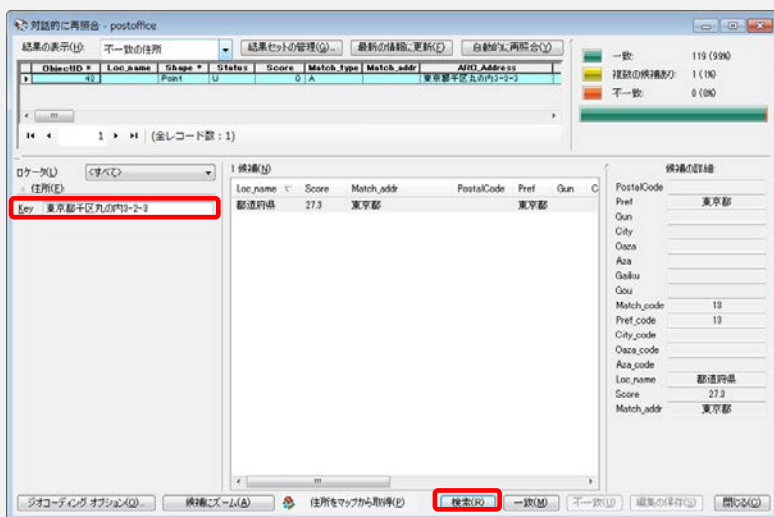 対話的に再照合 - postoffice
結果の表示(H): 不一致の住所 結果セットの管理(G)... 最新の情報に更新(F) 自動的に再照合(Y)
ObjectID * Loc_name Shape * Status Score Match_type Match_addr ARC_Address
42 Point U 0 A 東京都千区丸の内3-2-3
1 (全レコード数 : 1)
一致: 119 (99%)
複数の候補あり: 1 (1%)
不一致: 0 (0%)
ロケータ(L) <すべて>
住所(E)
Key 東京都千区丸の内3-2-3
1 候補(N)
Loc_name Score Match_addr PostalCode Pref Gun C
都道府県 27.3 東京都 東京都
候補の詳細
PostalCode
Pref 東京都
Gun
City
Oaza
Aza
Gaiku
Gou
Match_code 13
Pref_code 13
City_code
Oaza_code
Aza_code
Loc_name 都道府県
Score 27.3
Match_addr 東京都
ジオコーディング オプション(O)... 候補にズーム(A) 住所をマップから取得(P) 検索(R) 一致(M) 不一致(U) 編集の保存(S) 閉じる(C)